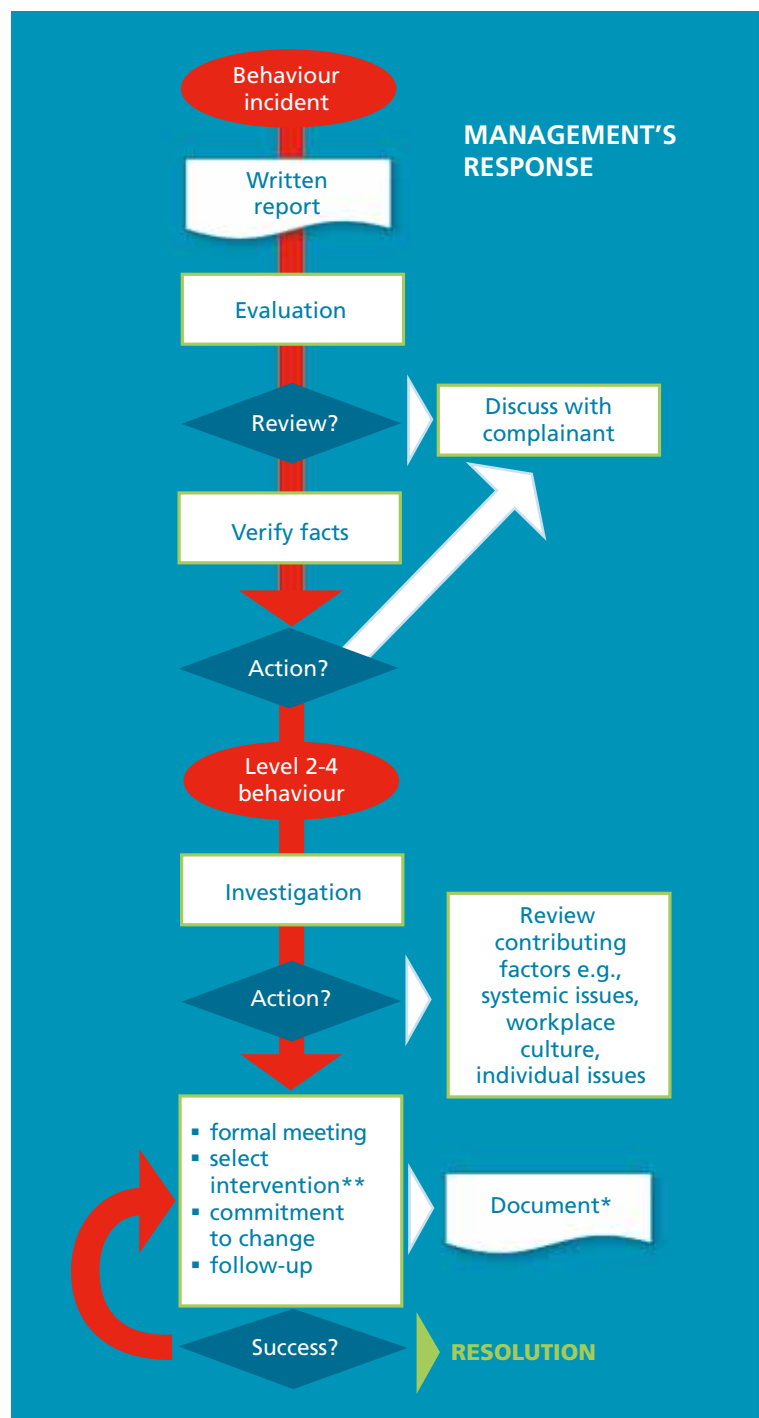 Behaviour
incident
MANAGEMENT'S
RESPONSE
Written
report
Evaluation
Review?
Discuss with
complainant
Verify facts
Action?
Level 2-4
behaviour
Investigation
Action?
Review
contributing
factors e.g.,
systemic issues,
workplace
culture,
individual issues
▪ formal meeting
▪ select
intervention**
▪ commitment
to change
▪ follow-up
Document*
Success?
RESOLUTION